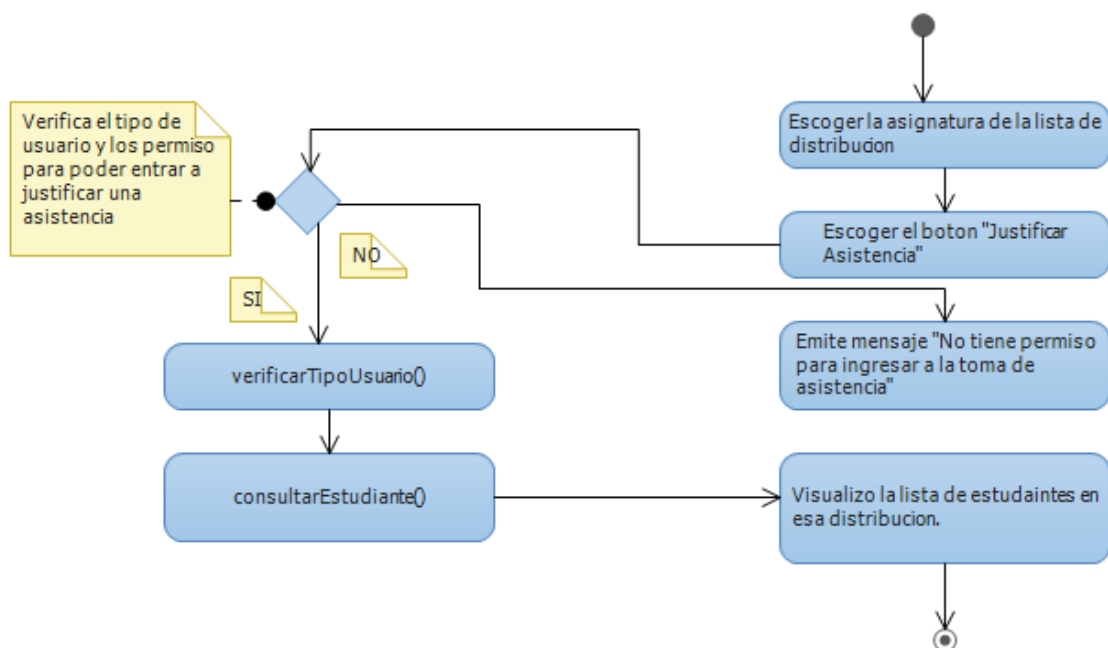 Escoger la asignatura de la lista de
distribucion
Verifica el tipo de
usuario y los permiso
para poder entrar a
justificar una
asistencia
Escoger el boton "Justificar
Asistencia"
NO
SI
Emite mensaje "No tiene permiso
para ingresar a la toma de
asistencia"
verificarTipoUsuario()
consultarEstudiante()
Visualizo la lista de estudaintes en
esa distribucion.